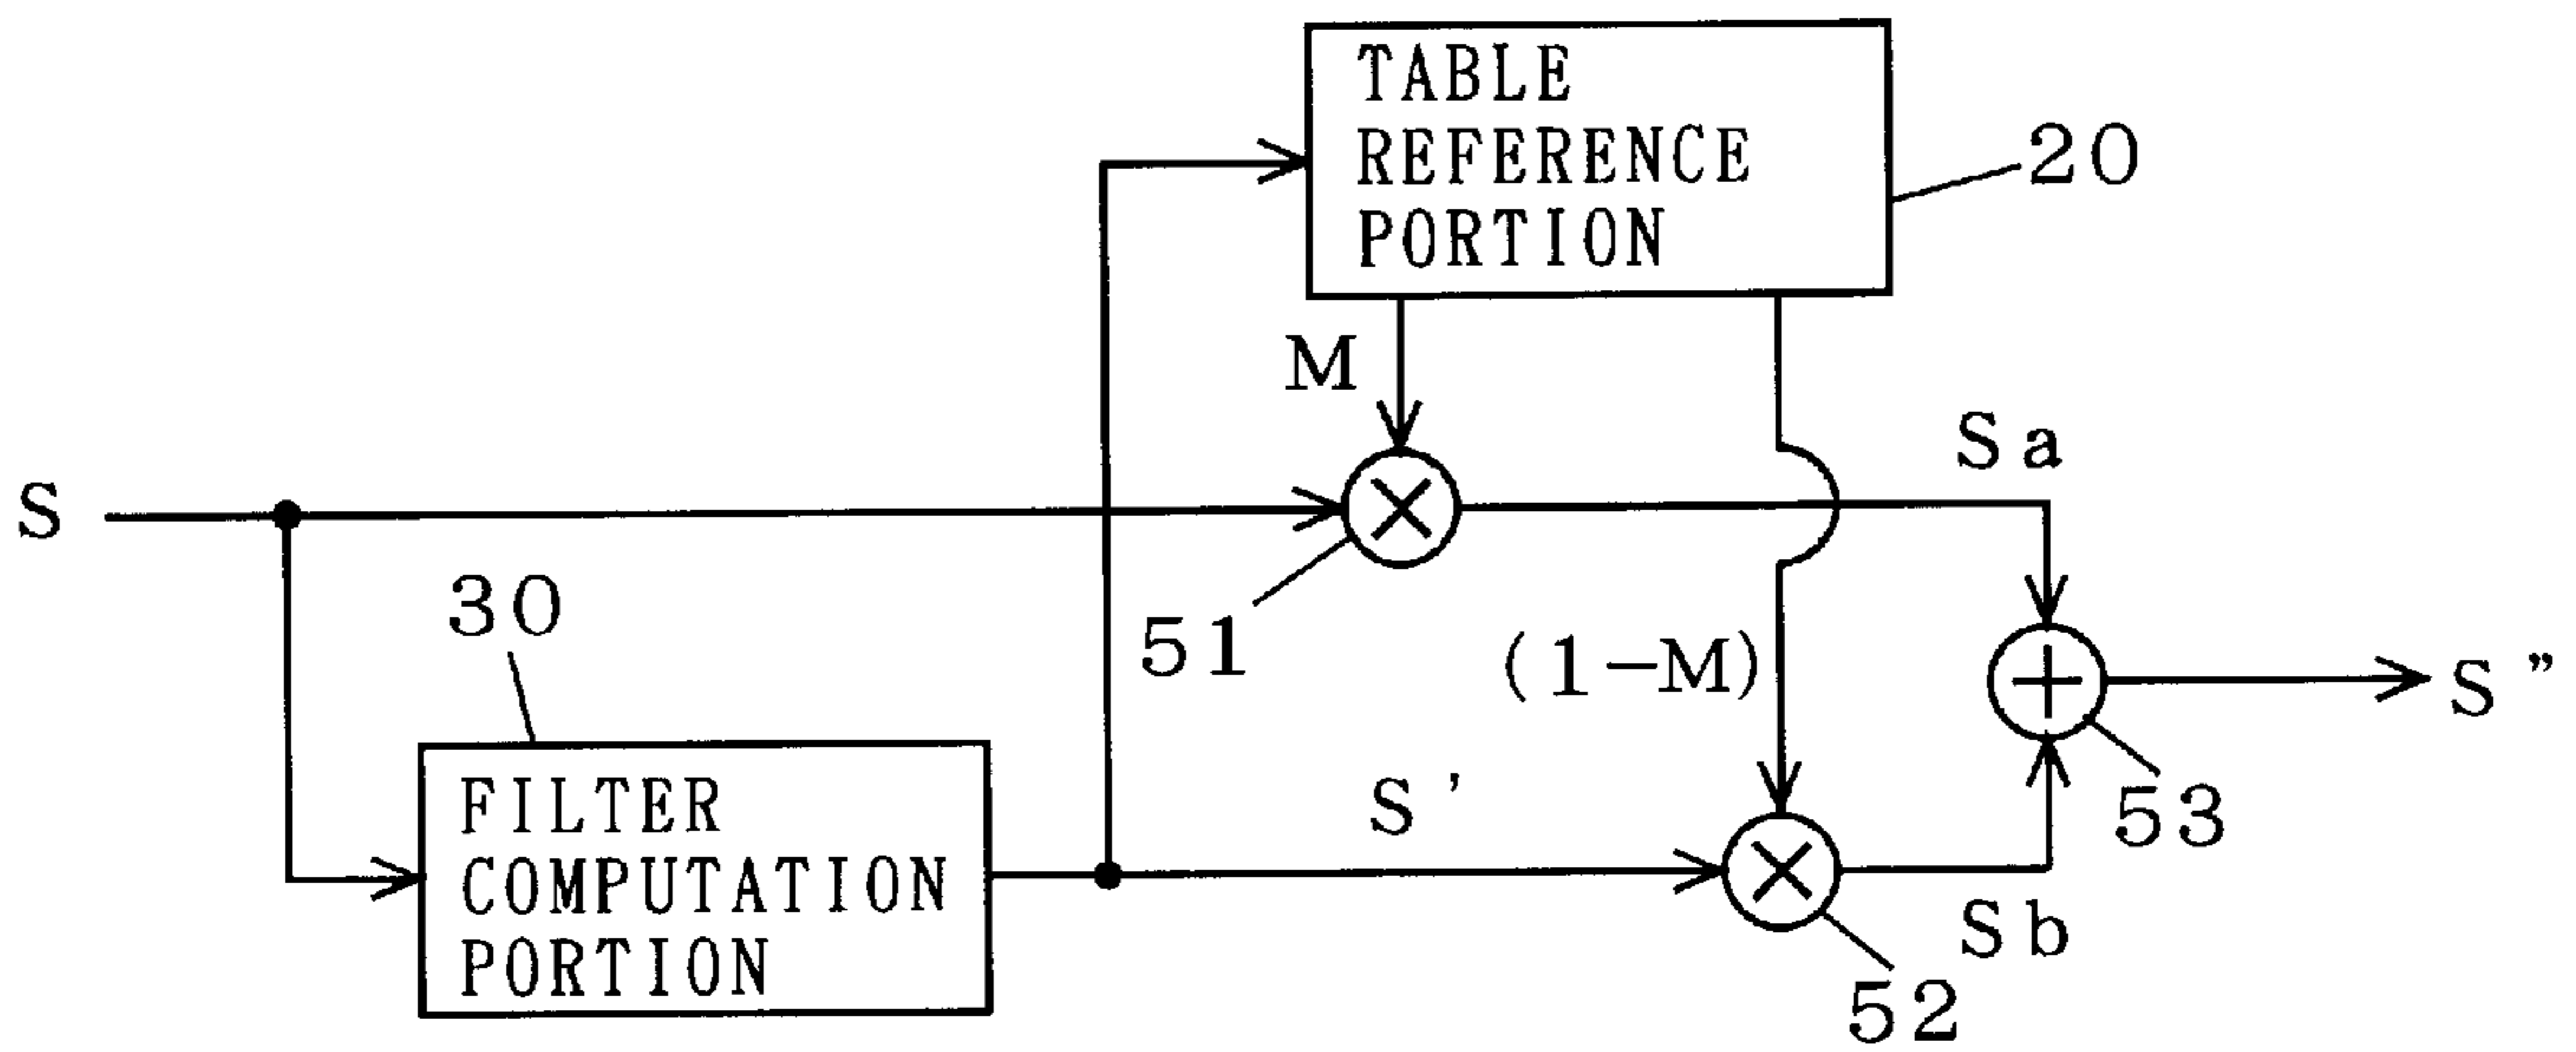 TABLE
REFERENCE
PORTION
20
M
Sa
S
30
51
(1-M)
S"
FILTER
COMPUTATION
PORTION
S'
53
Sb
52